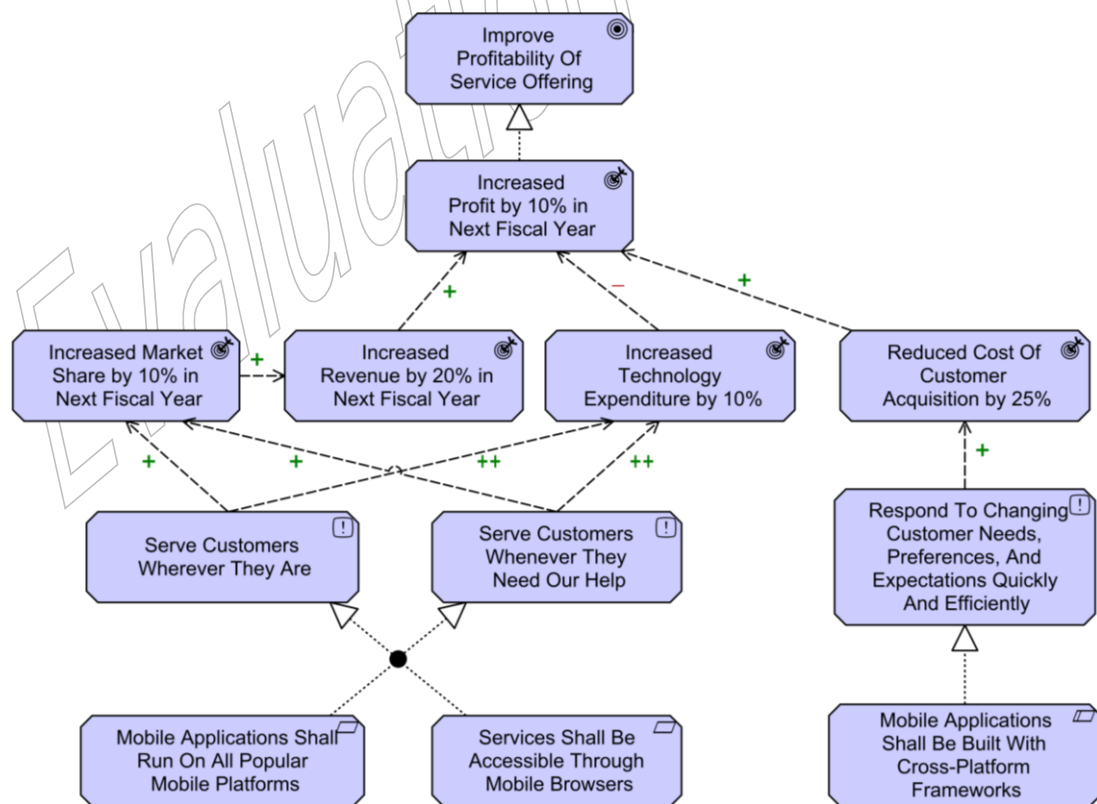 Improve
Profitability Of
Service Offering
Increased
Profit by 10% in
Next Fiscal Year
+
−
+
Increased Market
Share by 10% in
Next Fiscal Year
+
Increased
Revenue by 20% in
Next Fiscal Year
Increased
Technology
Expenditure by 10%
Reduced Cost Of
Customer
Acquisition by 25%
+
+
++
++
+
Serve Customers
Wherever They Are
!
Serve Customers
Whenever They
Need Our Help
!
Respond To Changing
Customer Needs,
Preferences, And
Expectations Quickly
And Efficiently
!
Mobile Applications Shall
Run On All Popular
Mobile Platforms
Services Shall Be
Accessible Through
Mobile Browsers
Mobile Applications
Shall Be Built With
Cross-Platform
Frameworks